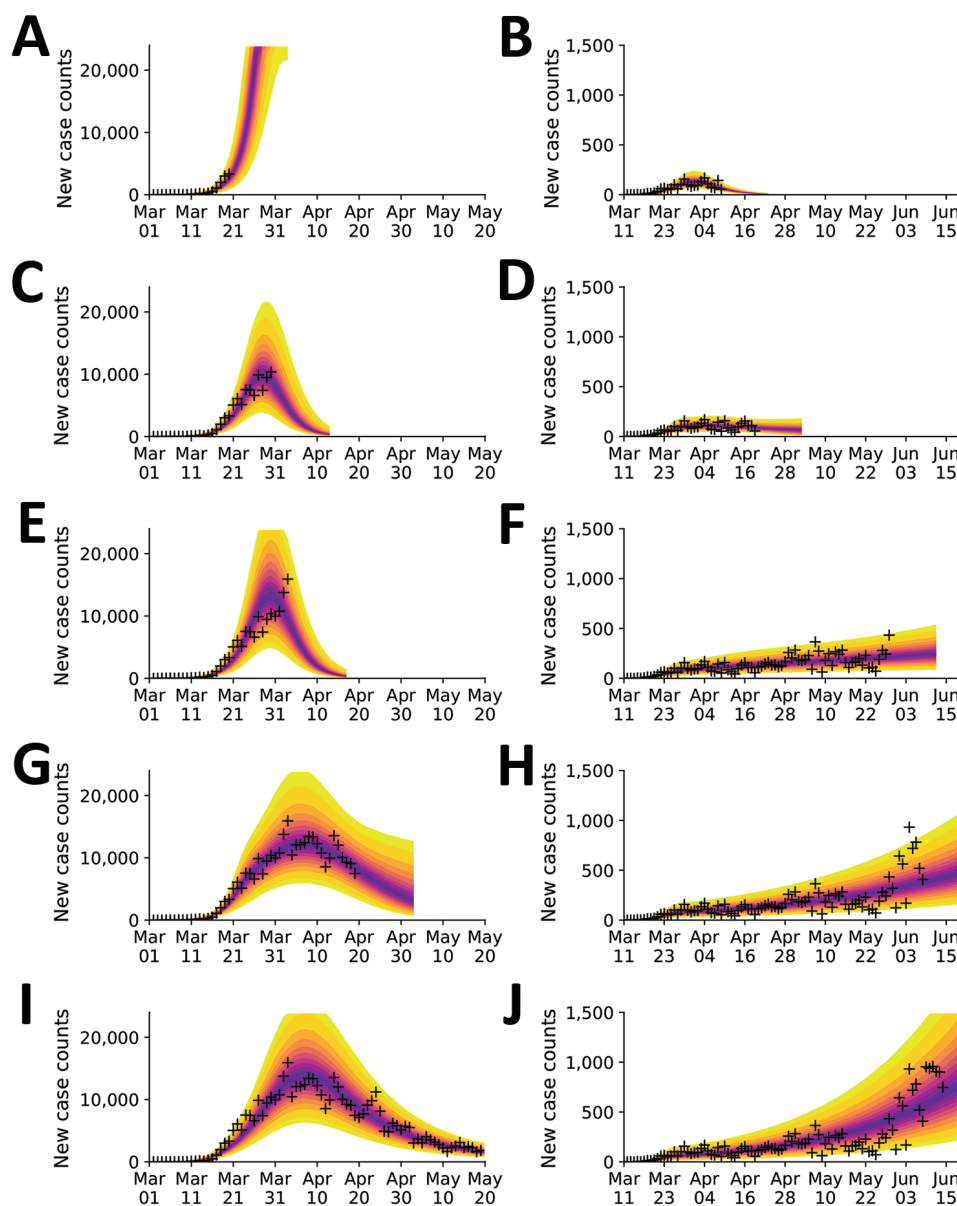 A
New case counts
20,000
10,000
0
Mar Mar Mar Mar Apr Apr Apr May May
01 11 21 31 10 20 30 10 20
B
New case counts
1,500
1,000
500
0
Mar Mar Apr Apr Apr May May Jun Jun
11 23 04 16 28 10 22 03 15
C
New case counts
20,000
10,000
0
Mar Mar Mar Mar Apr Apr Apr May May
01 11 21 31 10 20 30 10 20
D
New case counts
1,500
1,000
500
0
Mar Mar Apr Apr Apr May May Jun Jun
11 23 04 16 28 10 22 03 15
E
New case counts
20,000
10,000
0
Mar Mar Mar Mar Apr Apr Apr May May
01 11 21 31 10 20 30 10 20
F
New case counts
1,500
1,000
500
0
Mar Mar Apr Apr Apr May May Jun Jun
11 23 04 16 28 10 22 03 15
G
New case counts
20,000
10,000
0
Mar Mar Mar Mar Apr Apr Apr May May
01 11 21 31 10 20 30 10 20
H
New case counts
1,500
1,000
500
0
Mar Mar Apr Apr Apr May May Jun Jun
11 23 04 16 28 10 22 03 15
I
New case counts
20,000
10,000
0
Mar Mar Mar Mar Apr Apr Apr May May
01 11 21 31 10 20 30 10 20
J
New case counts
1,500
1,000
500
0
Mar Mar Apr Apr Apr May May Jun Jun
11 23 04 16 28 10 22 03 15